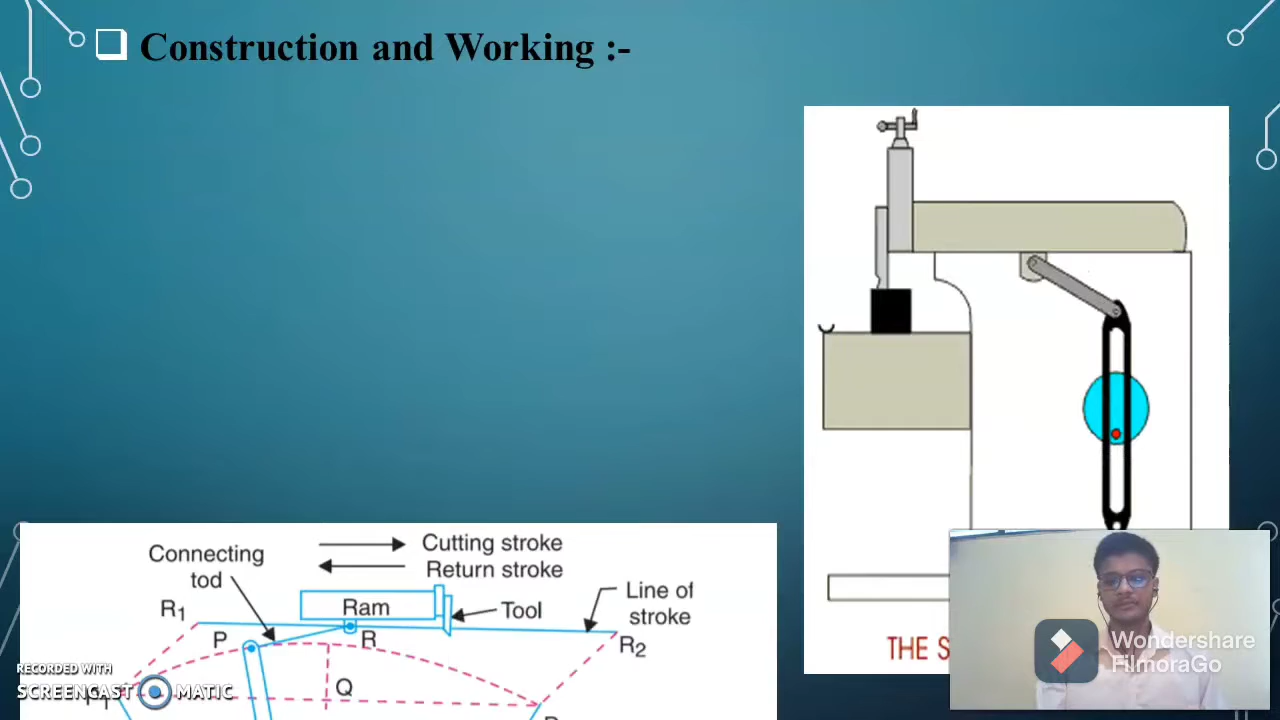 Construction and Working :-
Connecting
tod
Cutting stroke
Return stroke
Line of
stroke
R1
Ram
Tool
P
R
R2
Q
THE S
RECORDED WITH
SCREENCAST MATIC
Wondershare
FilmoraGo